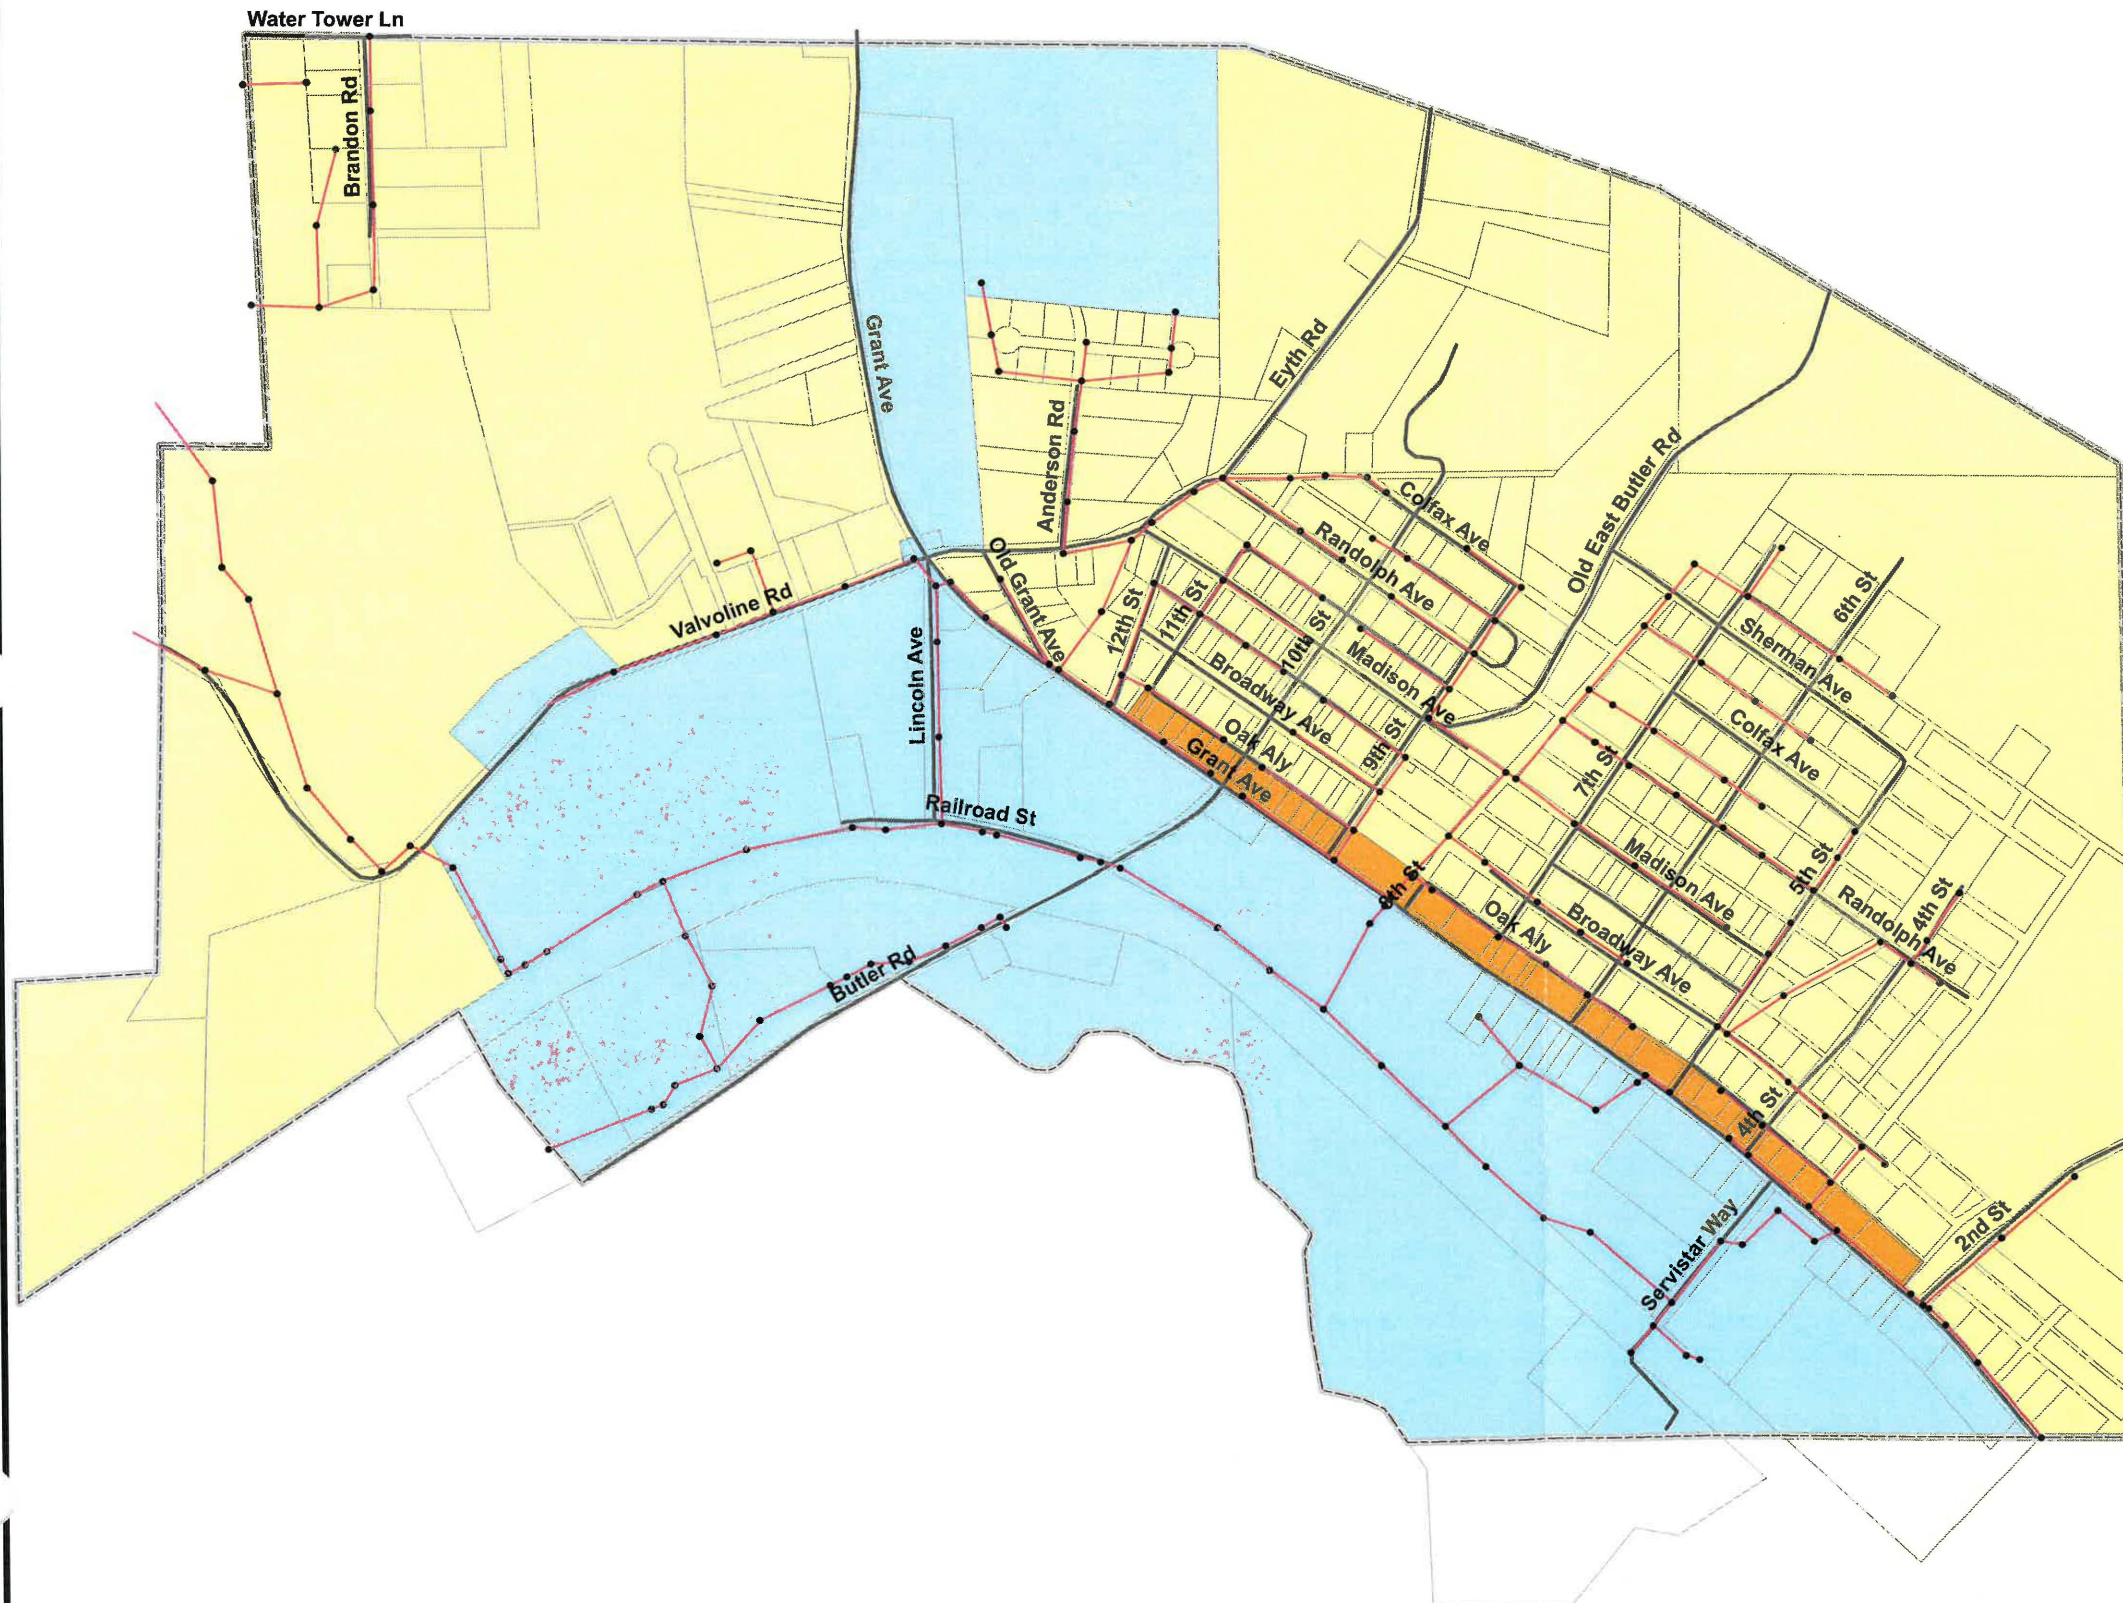 Water Tower Ln
Brandon Rd
Grant Ave
Eyth Rd
Anderson Rd
Colfax Ave
Old East Butler Rd
Randolph Ave
Old Grant Ave
Valvoline Rd
12th St
11th St
10th St
6th St
Sherman Ave
Lincoln Ave
Madison Ave
Broadway Ave
Oak Aly
9th St
Colfax Ave
7th St
Grant Ave
Railroad St
Madison Ave
5th St
8th St
4th St
Randolph Ave
Oak Aly
Broadway Ave
Butler Rd
4th St
Servistar Way
2nd St